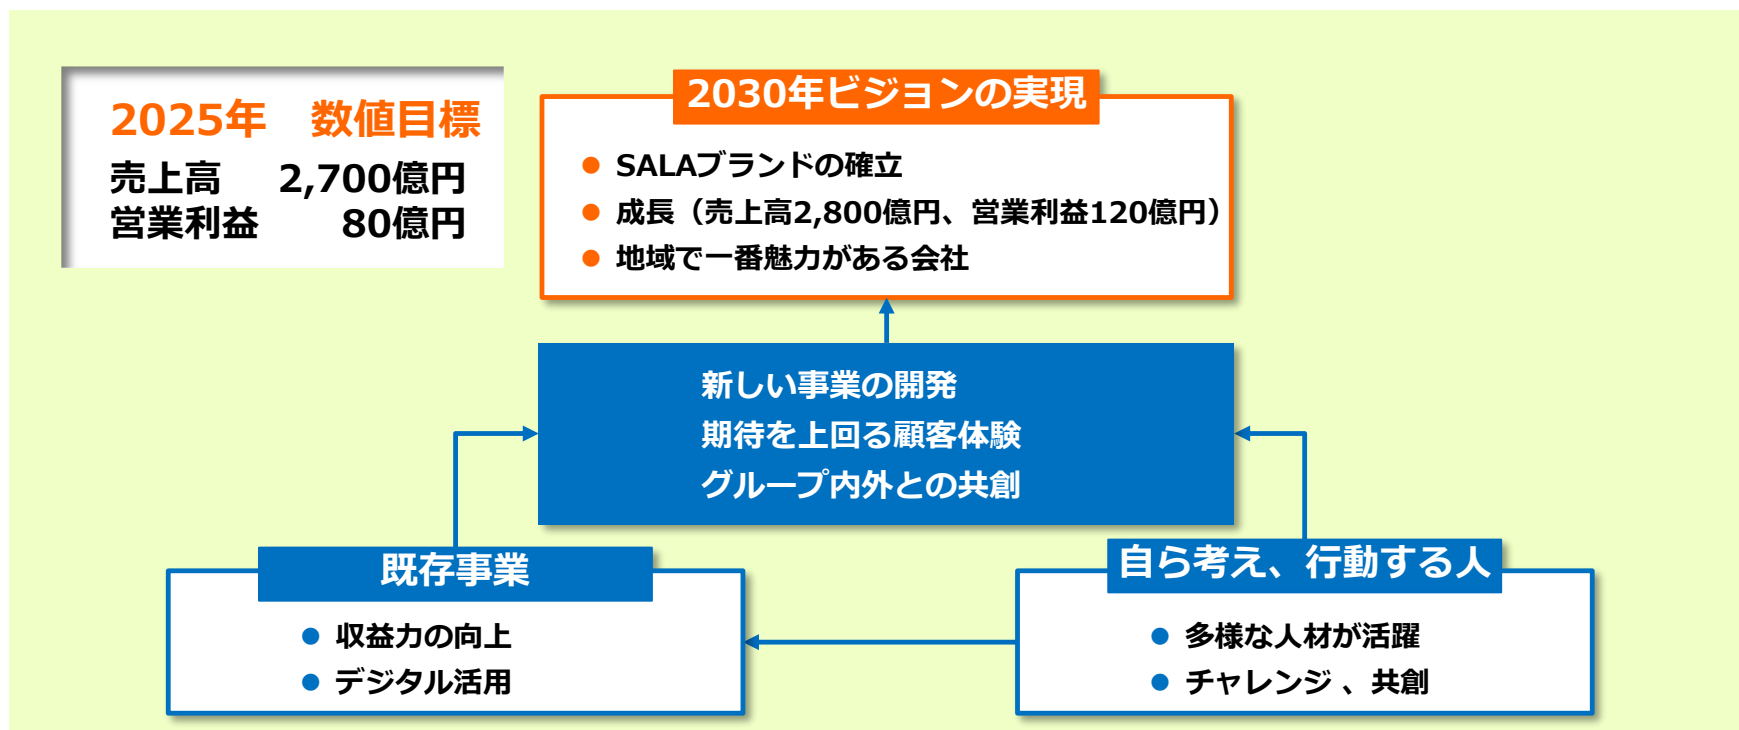 2025年　数値目標
売上高　2,700億円
営業利益　80億円
2030年ビジョンの実現
● SALAブランドの確立
● 成長（売上高2,800億円、営業利益120億円）
● 地域で一番魅力がある会社
新しい事業の開発
期待を上回る顧客体験
グループ内外との共創
既存事業
● 収益力の向上
● デジタル活用
自ら考え、行動する人
● 多様な人材が活躍
● チャレンジ 、共創